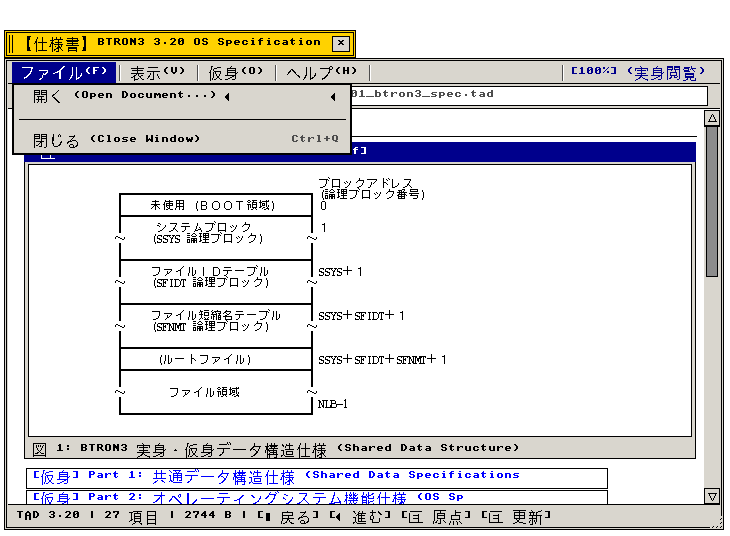 【仕様書】 BTRON3 3.20 OS Specification
ファイル(F) 表示(V) 仮身(O) ヘルプ(H) [100%] (実身閲覧)
開く (Open Document...)
01_btron3_spec.tad
閉じる (Close Window) Ctrl+Q
f]
ブロックアドレス
(論理ブロック番号)
未使用 (BOOT領域) 0
システムブロック 1
(SSYS 論理ブロック)
ファイルIDテーブル SSYS+1
(SFIDT 論理ブロック)
ファイル短縮名テーブル SSYS+SFIDT+1
(SFNMT 論理ブロック)
(ルートファイル) SSYS+SFIDT+SFNMT+1
ファイル領域
NLB-1
図 1: BTRON3 実身・仮身データ構造仕様 (Shared Data Structure)
[仮身] Part 1: 共通データ構造仕様 (Shared Data Specifications
[仮身] Part 2: オペレーティングシステム機能仕様 (OS Sp
TAD 3.20 | 27 項目 | 2744 B | [ 戻る] [ 進む] [ 原点] [ 更新]